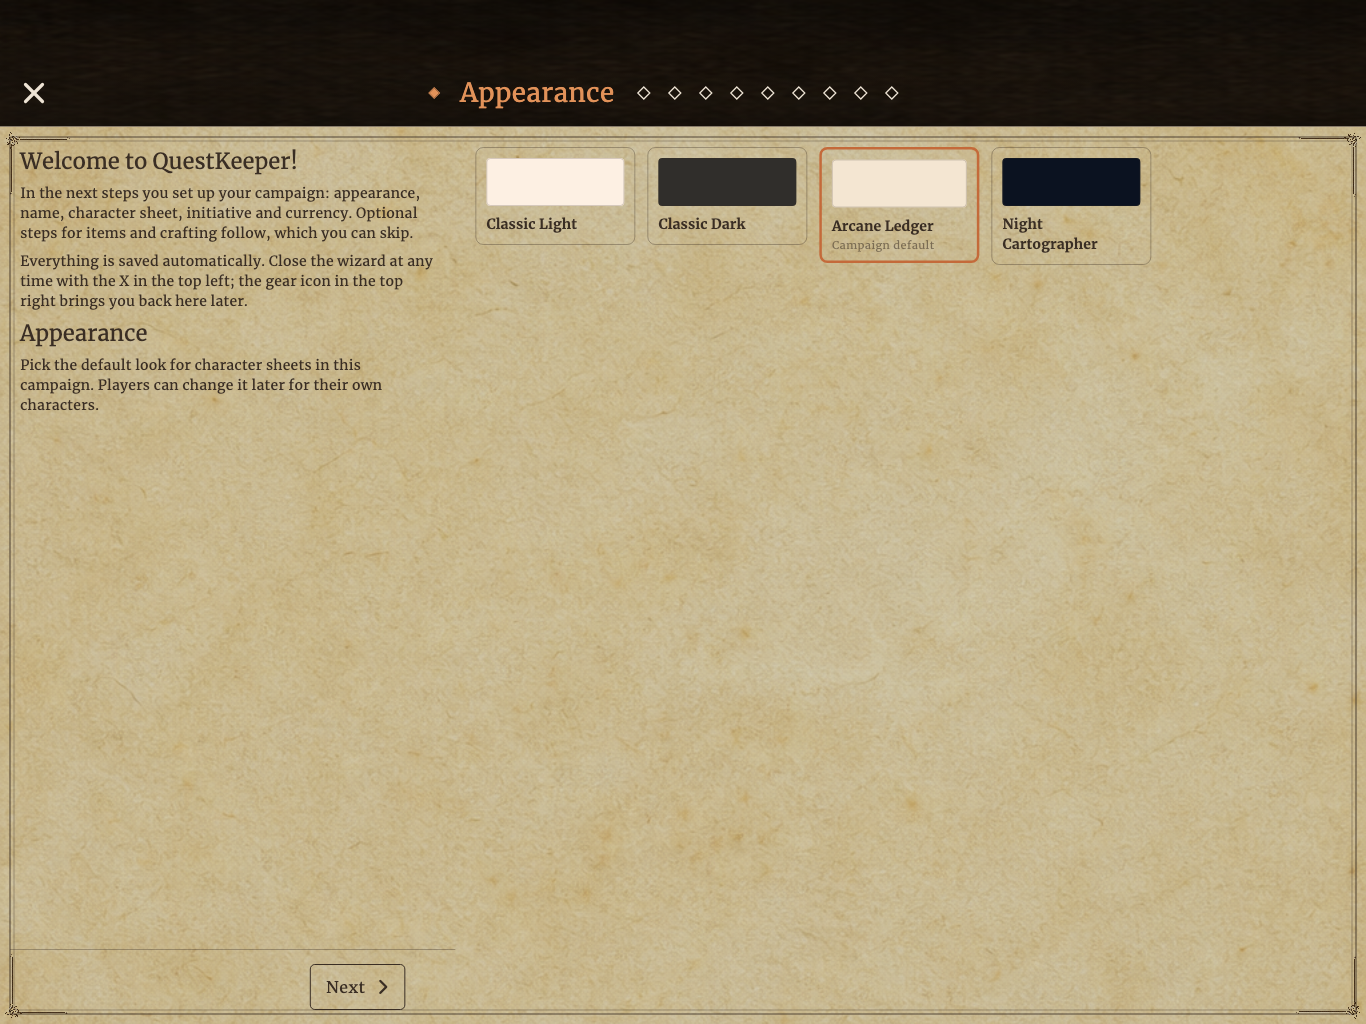 Appearance
Welcome to QuestKeeper!
In the next steps you set up your campaign: appearance,
name, character sheet, initiative and currency. Optional
steps for items and crafting follow, which you can skip.
Everything is saved automatically. Close the wizard at any
time with the X in the top left; the gear icon in the top
right brings you back here later.
Appearance
Pick the default look for character sheets in this
campaign. Players can change it later for their own
characters.
Classic Light
Classic Dark
Arcane Ledger
Campaign default
Night
Cartographer
Next